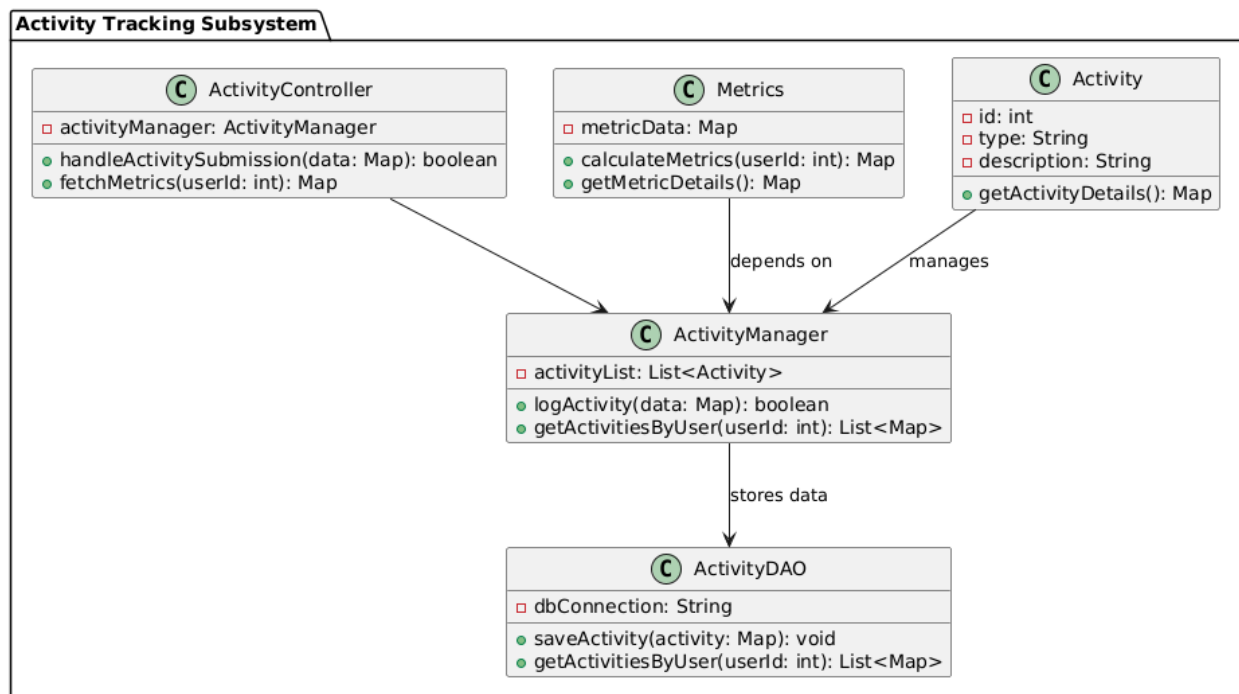 Activity Tracking Subsystem
C ActivityController
activityManager: ActivityManager
handleActivitySubmission(data: Map): boolean
fetchMetrics(userId: int): Map
C Metrics
metricData: Map
calculateMetrics(userId: int): Map
getMetricDetails(): Map
C Activity
id: int
type: String
description: String
getActivityDetails(): Map
depends on
manages
C ActivityManager
activityList: List<Activity>
logActivity(data: Map): boolean
getActivitiesByUser(userId: int): List<Map>
stores data
C ActivityDAO
dbConnection: String
saveActivity(activity: Map): void
getActivitiesByUser(userId: int): List<Map>